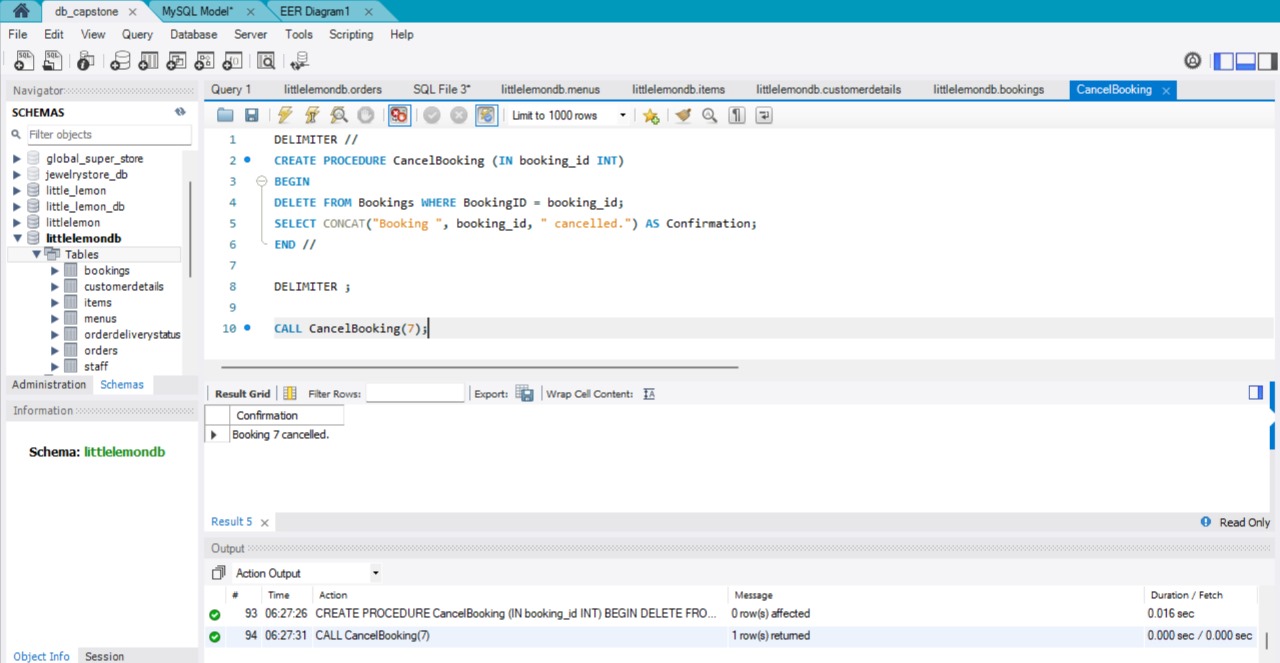 db_capstone
MySQL Model*
EER Diagram1
File Edit View Query Database Server Tools Scripting Help
Navigator
SCHEMAS
Filter objects
global_super_store
jewelrystore_db
little_lemon
little_lemon_db
littlelemon
littlelemondb
Tables
bookings
customerdetails
items
menus
orderdeliverystatus
orders
staff
Administration Schemas
Information
Schema: littlelemondb
Object Info Session
Query 1 littlelemondb.orders SQL File 3* littlelemondb.menus littlelemondb.items littlelemondb.customerdetails littlelemondb.bookings CancelBooking
Limit to 1000 rows
1 DELIMITER //
2 CREATE PROCEDURE CancelBooking (IN booking_id INT)
3 BEGIN
4 DELETE FROM Bookings WHERE BookingID = booking_id;
5 SELECT CONCAT("Booking ", booking_id, " cancelled.") AS Confirmation;
6 END //
7
8 DELIMITER ;
9
10 CALL CancelBooking(7);
Result Grid Filter Rows: Export: Wrap Cell Content:
Confirmation
Booking 7 cancelled.
Result 5
Read Only
Output
Action Output
# Time Action Message Duration / Fetch
93 06:27:26 CREATE PROCEDURE CancelBooking (IN booking_id INT) BEGIN DELETE FRO... 0 row(s) affected 0.016 sec
94 06:27:31 CALL CancelBooking(7) 1 row(s) returned 0.000 sec / 0.000 sec